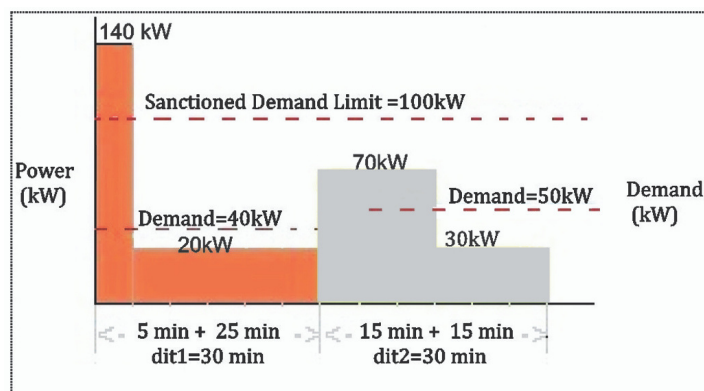 140 kW
Sanctioned Demand Limit =100kW
Power
(kW)
70kW
Demand=50kW
Demand
(kW)
Demand=40kW
20kW
30kW
5 min + 25 min
dit1=30 min
15 min + 15 min
dit2=30 min